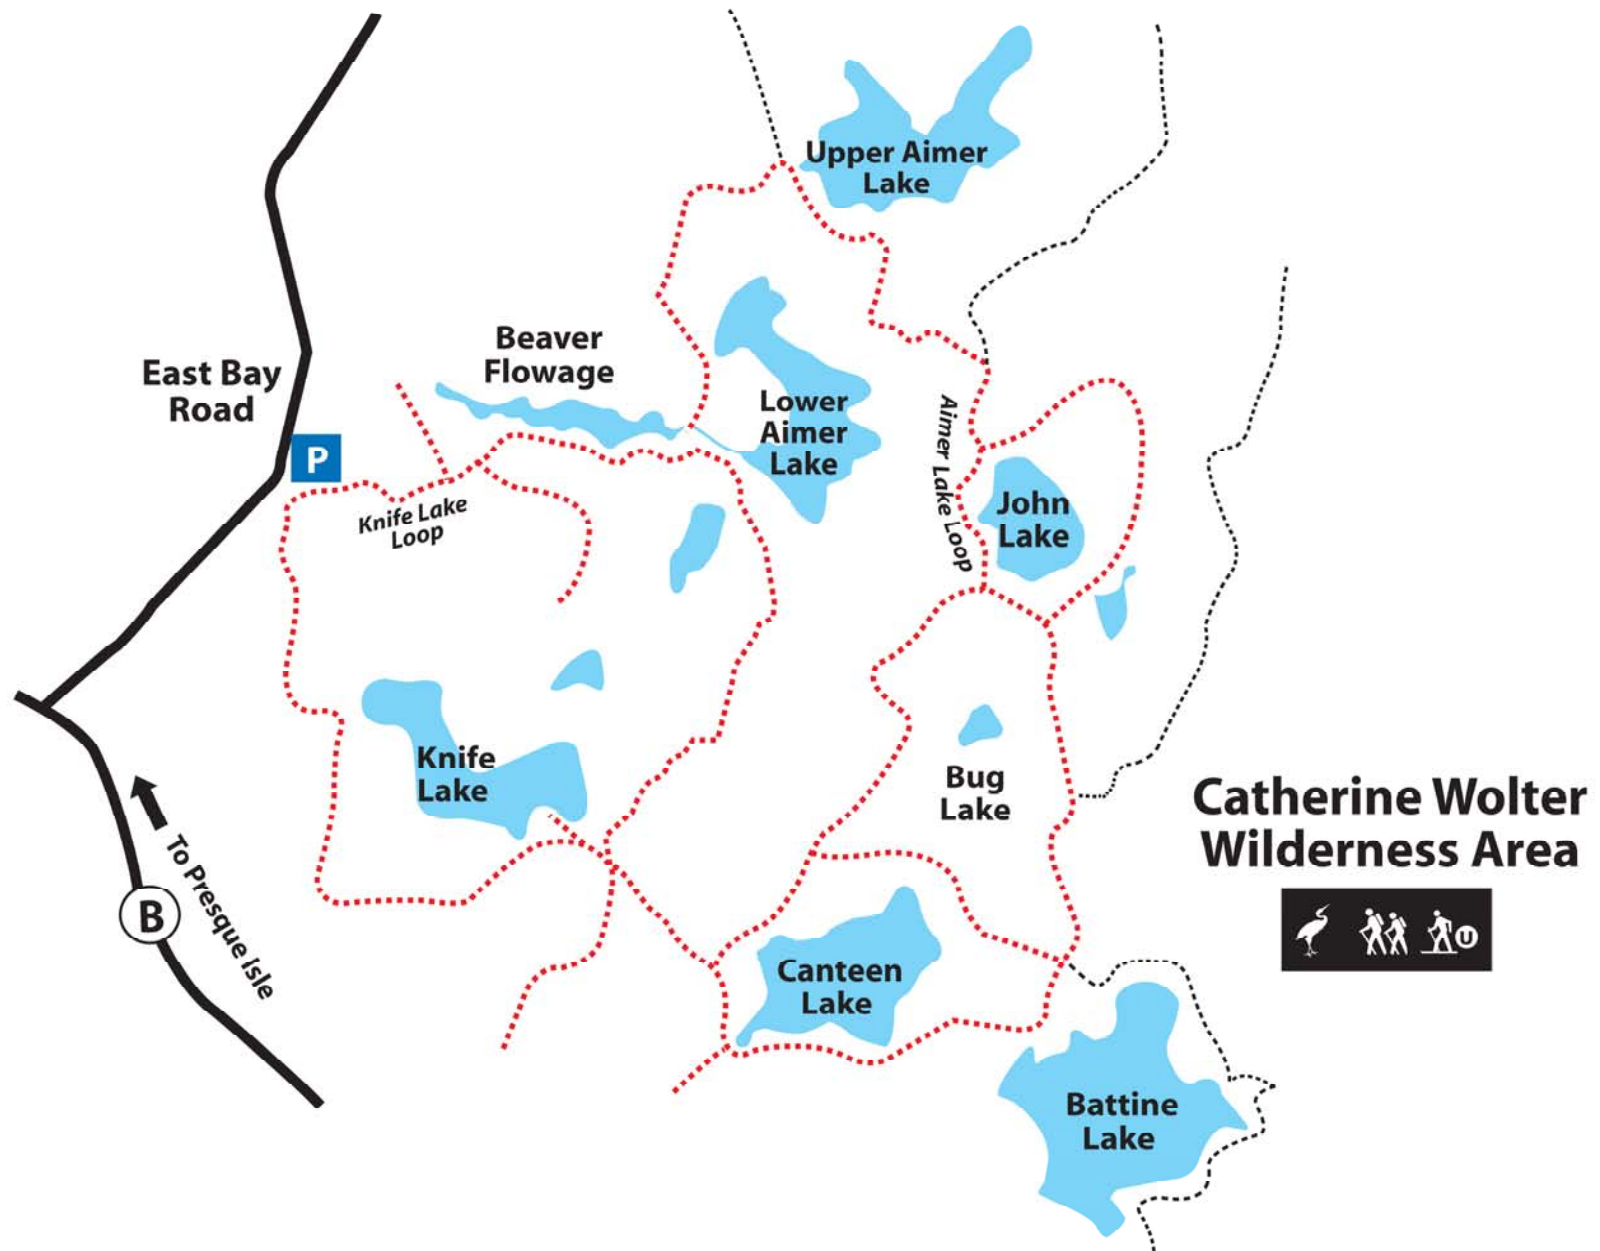 Upper Aimer
Lake
Beaver
Flowage
East Bay
Road
Lower
Aimer
Lake
Aimer Lake Loop
P
John
Lake
Knife Lake
Loop
Knife
Lake
Bug
Lake
Catherine Wolter
Wilderness Area
To Presque Isle
B
U
Canteen
Lake
Battine
Lake